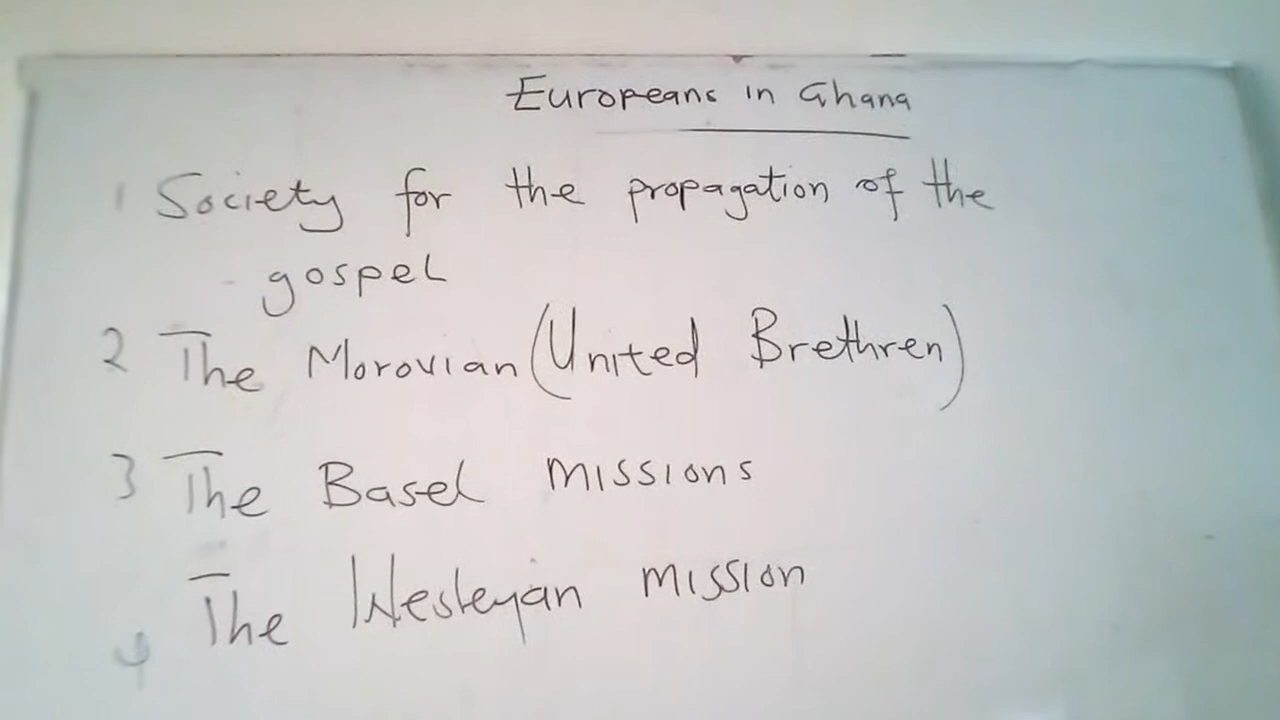 Europeans in Ghana
1 Society for the propagation of the
gospel
2 The Morovian (United Brethren)
3 The Basel missions
4 The Wesleyan mission